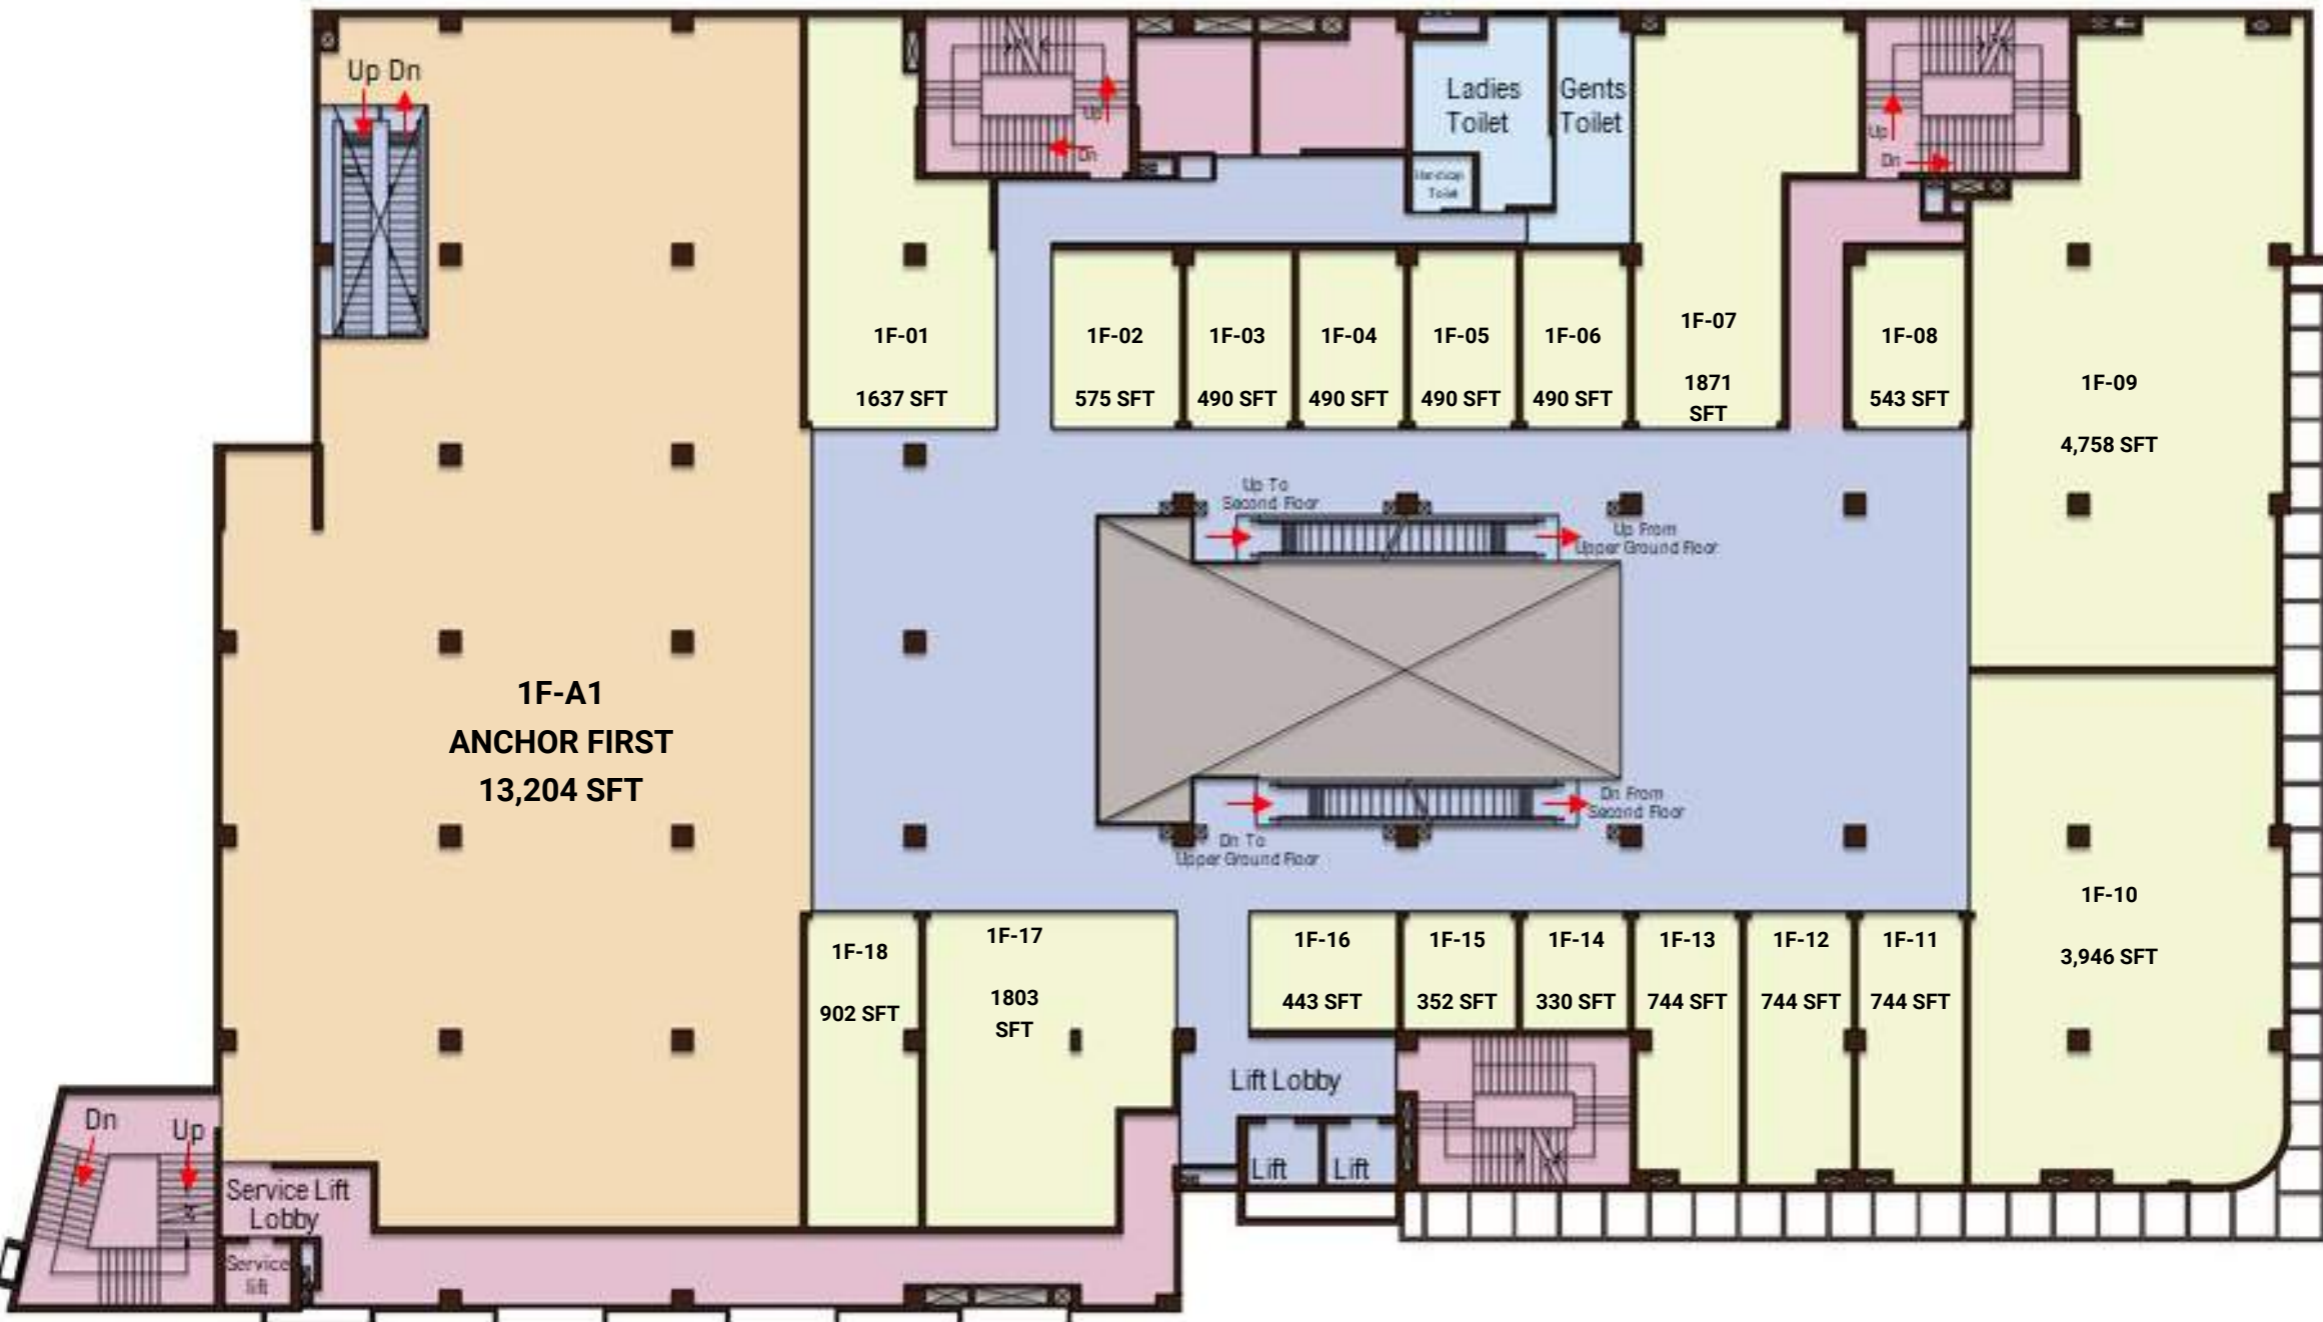 Up Dn
Up
Dn
Ladies
Toilet
Gents
Toilet
Handicap
Toilet
Up
Dn
1F-01
1637 SFT
1F-02
575 SFT
1F-03
490 SFT
1F-04
490 SFT
1F-05
490 SFT
1F-06
490 SFT
1F-07
1871
SFT
1F-08
543 SFT
1F-09
4,758 SFT
Up To
Second Floor
Up From
Upper Ground Floor
1F-A1
ANCHOR FIRST
13,204 SFT
Dn From
Second Floor
Dn To
Upper Ground Floor
1F-10
3,946 SFT
1F-18
902 SFT
1F-17
1803
SFT
1F-16
443 SFT
1F-15
352 SFT
1F-14
330 SFT
1F-13
744 SFT
1F-12
744 SFT
1F-11
744 SFT
Lift Lobby
Lift
Lift
Dn
Up
Service Lift
Lobby
Service
lift